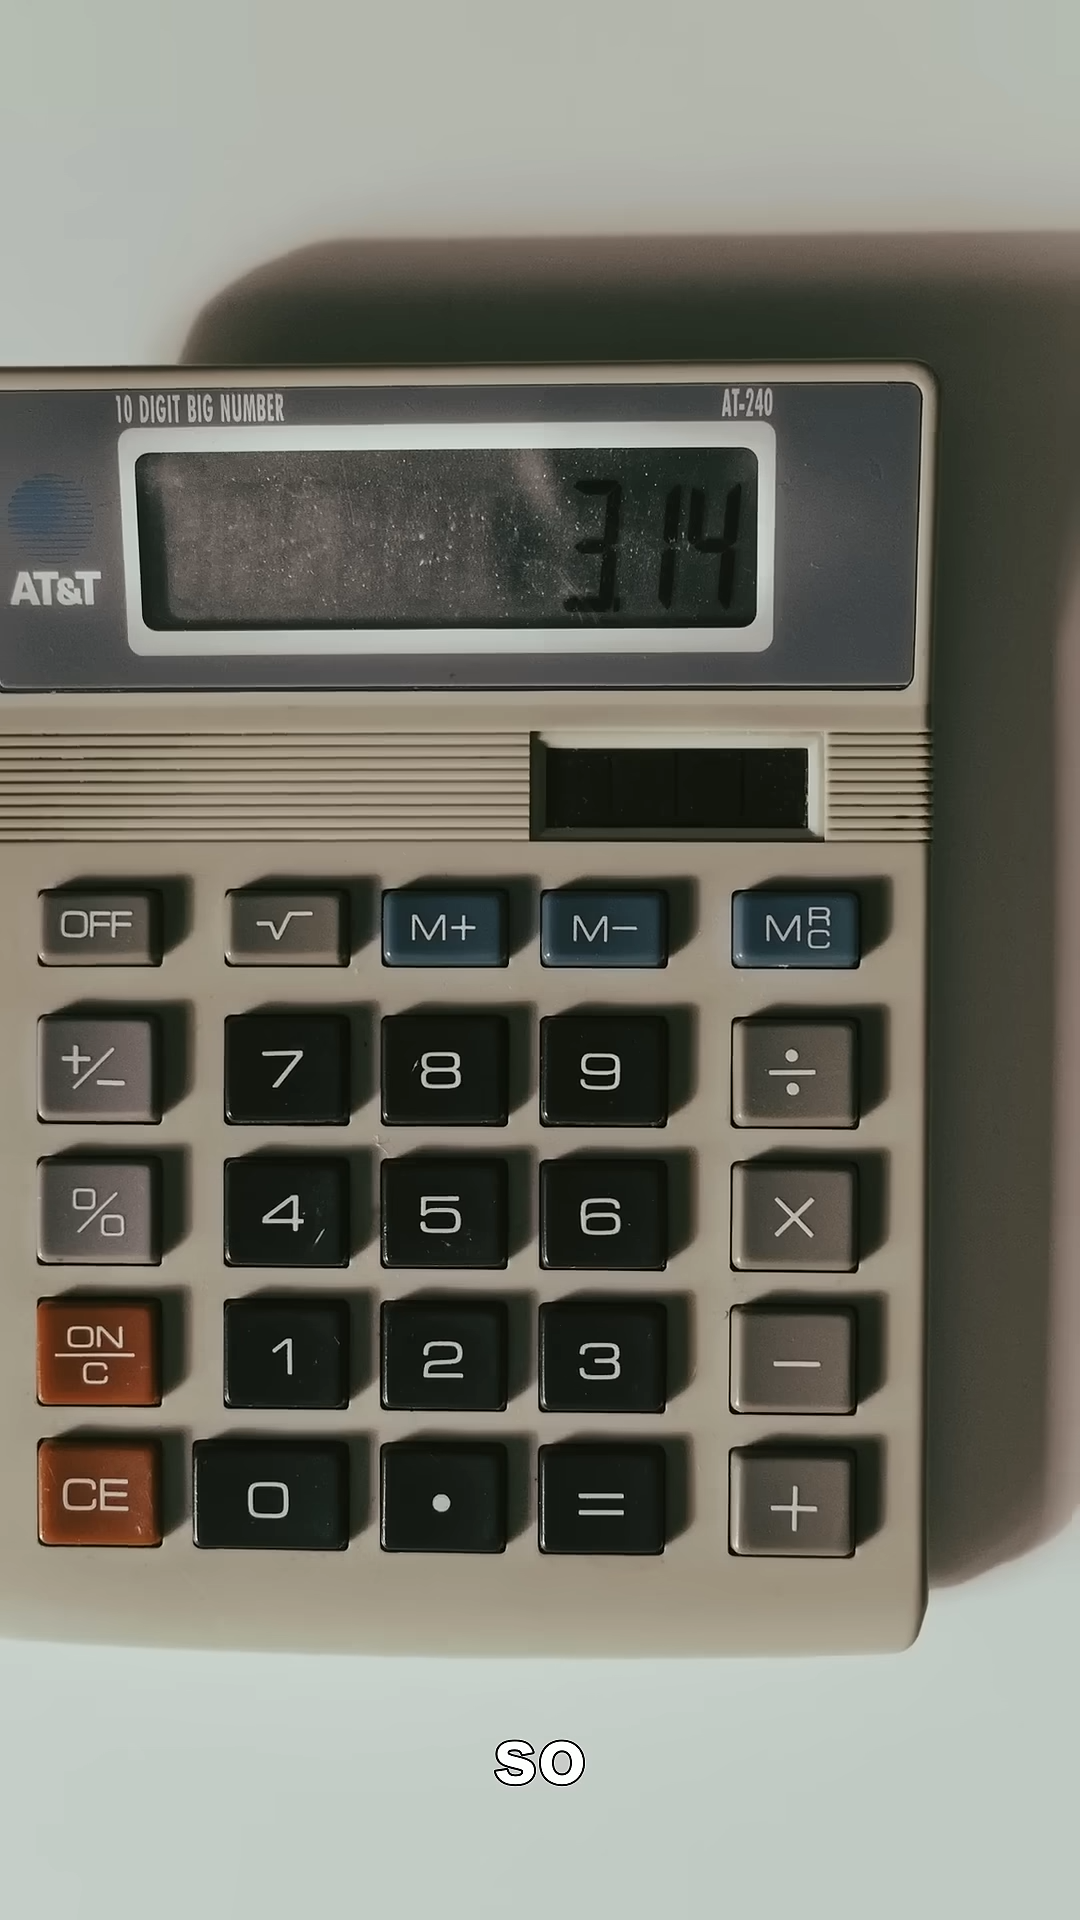 10 DIGIT BIG NUMBER AT-240
3.14
AT&T
OFF √ M+ M− MRC
+/− 7 8 9 ÷
% 4 5 6 ×
ON/C 1 2 3 −
CE 0 . = +
SO